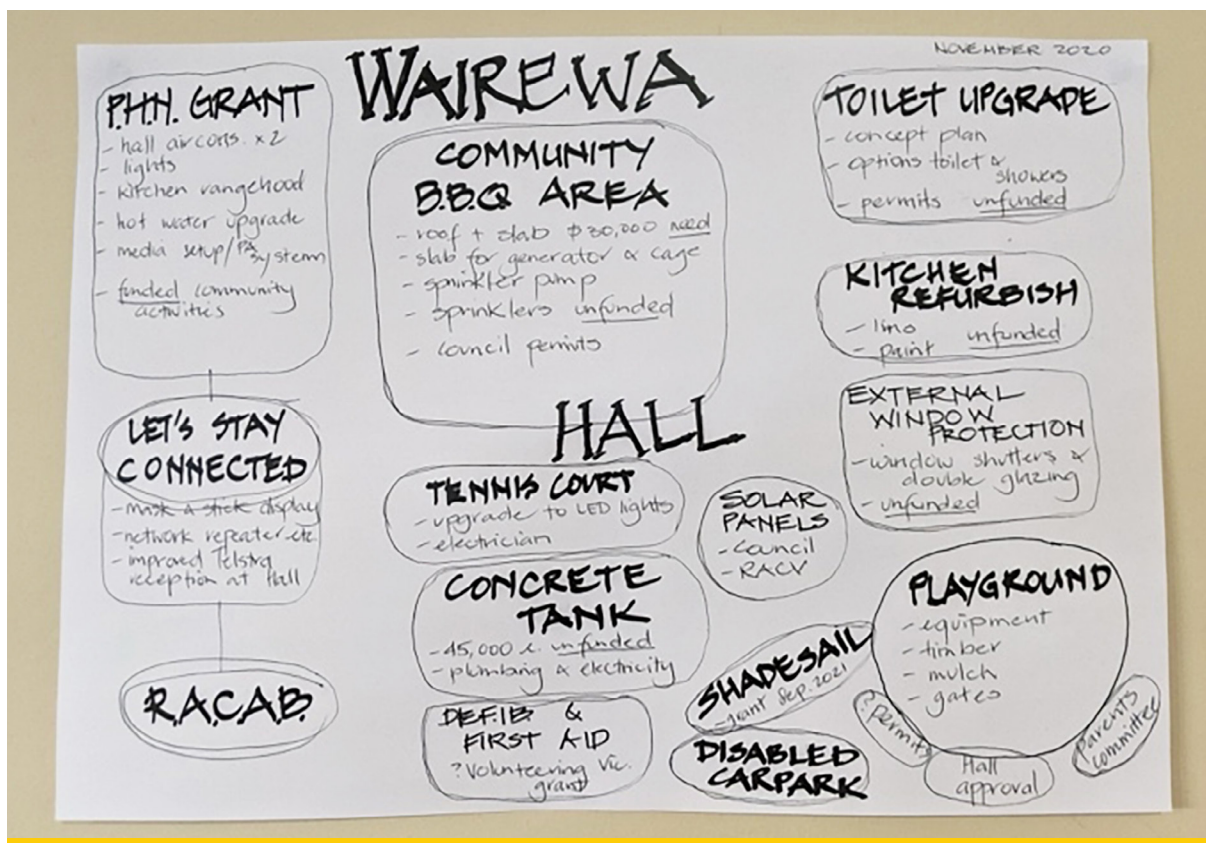 NOVEMBER 2020
WAIREWA
HALL
P.H.N. GRANT
- hall aircons. x2
- lights
- kitchen rangehood
- hot water upgrade
- media setup/PA system
- funded community
activities
LET'S STAY
CONNECTED
- mask a stick display
- network repeater etc.
- improved Telstra
reception at Hall
R.A.C.A.B.
COMMUNITY
B.B.Q AREA
- roof + slab $30,000 need
- slab for generator & cage
- sprinkler pump
- sprinklers unfunded
- council permits
TENNIS COURT
- upgrade to LED lights
- electrician
CONCRETE
TANK
- 45,000 L. unfunded
- plumbing & electricity
DEFIB &
FIRST AID
? Volunteering Vic.
grant
SOLAR
PANELS
- Council
- RACV
SHADESAIL
- grant Sep. 2021
DISABLED
CARPARK
TOILET UPGRADE
- concept plan
- options toilet &
showers
- permits unfunded
KITCHEN
REFURBISH
- lino unfunded
- paint
EXTERNAL
WINDOW
PROTECTION
- window shutters &
double glazing
- unfunded
PLAYGROUND
- equipment
- timber
- mulch
- gates
? permits
Hall
approval
Parents
committee